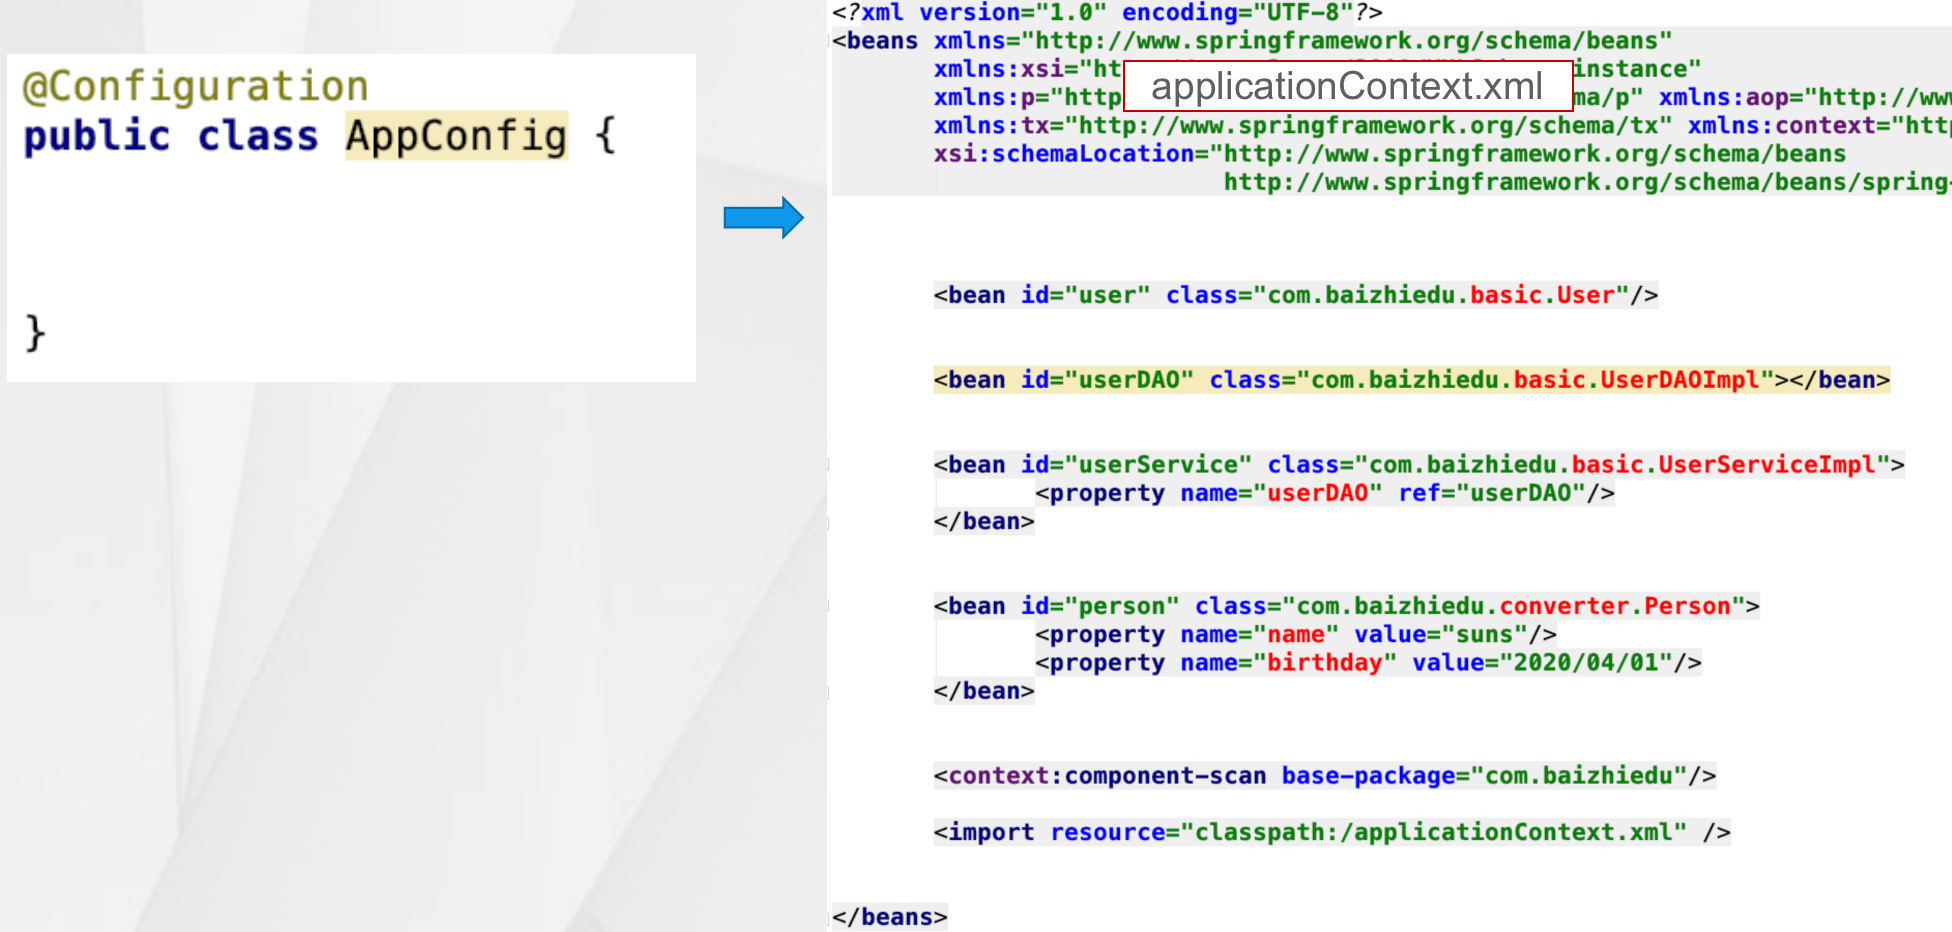 @Configuration
public class AppConfig {
}
<?xml version="1.0" encoding="UTF-8"?>
<beans xmlns="http://www.springframework.org/schema/beans"
xmlns:xsi="ht instance"
applicationContext.xml
xmlns:p="http ma/p" xmlns:aop="http://www
xmlns:tx="http://www.springframework.org/schema/tx" xmlns:context="http
xsi:schemaLocation="http://www.springframework.org/schema/beans
http://www.springframework.org/schema/beans/spring-
<bean id="user" class="com.baizhiedu.basic.User"/>
<bean id="userDAO" class="com.baizhiedu.basic.UserDAOImpl"></bean>
<bean id="userService" class="com.baizhiedu.basic.UserServiceImpl">
<property name="userDAO" ref="userDAO"/>
</bean>
<bean id="person" class="com.baizhiedu.converter.Person">
<property name="name" value="suns"/>
<property name="birthday" value="2020/04/01"/>
</bean>
<context:component-scan base-package="com.baizhiedu"/>
<import resource="classpath:/applicationContext.xml" />
</beans>